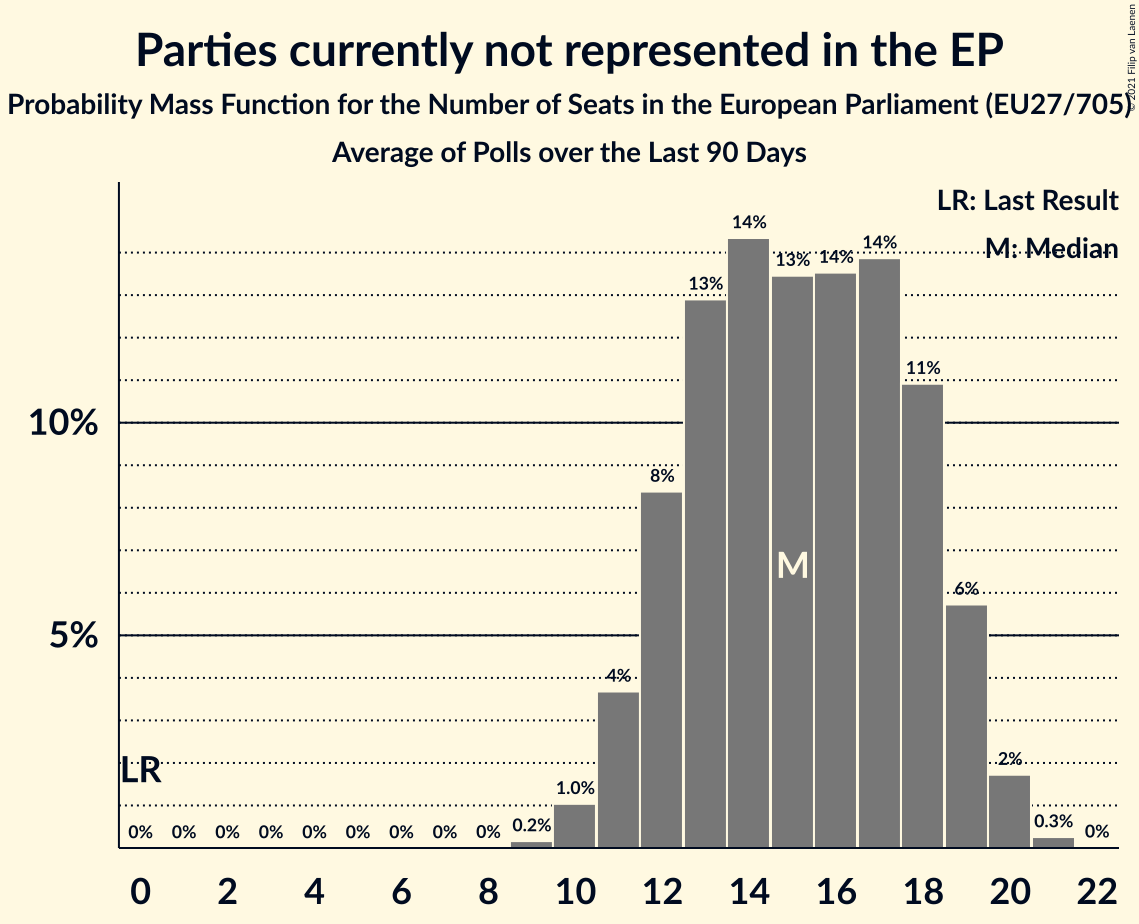 Parties currently not represented in the EP
Probability Mass Function for the Number of Seats in the European Parliament (EU27/705)
Average of Polls over the Last 90 Days
© 2021 Filip van Laenen
LR: Last Result
M: Median
10%
5%
LR
M
0% 0% 0% 0% 0% 0% 0% 0% 0% 0.2% 1.0% 4% 8% 13% 14% 13% 14% 14% 11% 6% 2% 0.3% 0%
0 2 4 6 8 10 12 14 16 18 20 22